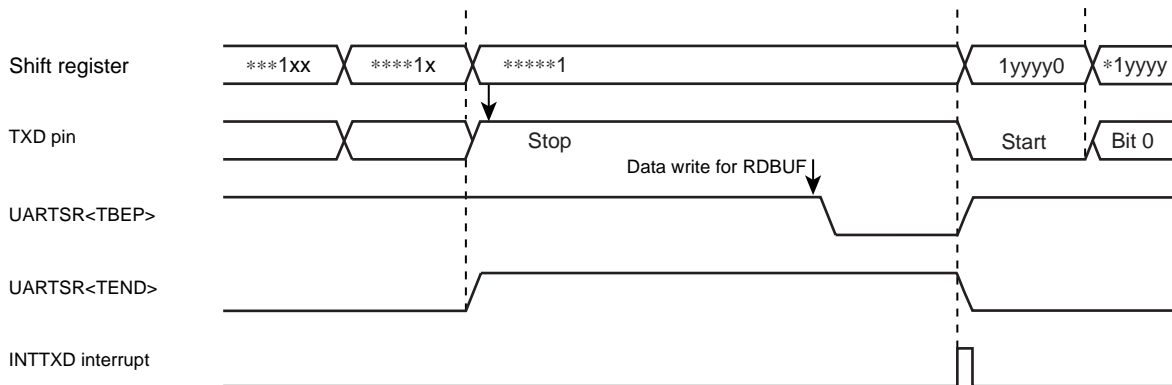 Shift register ***1xx ****1x *****1 1yyyy0 *1yyyy
TXD pin Stop Start Bit 0
Data write for RDBUF
UARTSR<TBEP>
UARTSR<TEND>
INTTXD interrupt